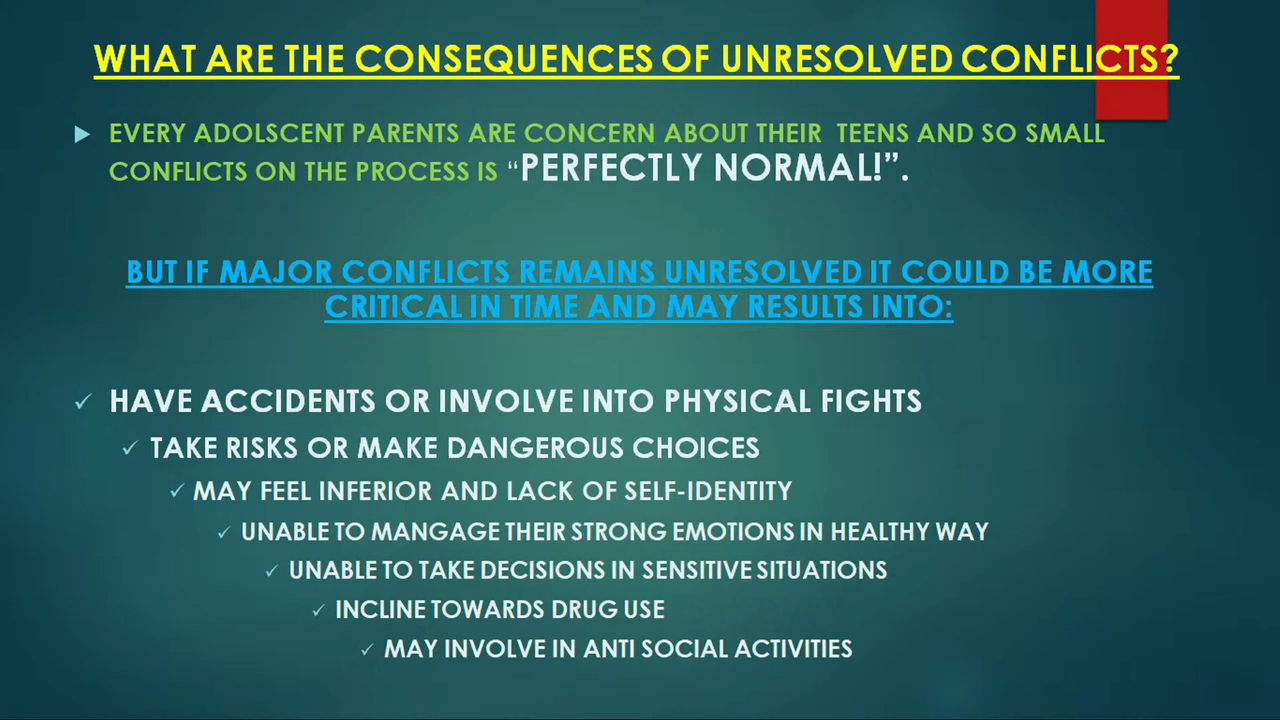 WHAT ARE THE CONSEQUENCES OF UNRESOLVED CONFLICTS?
EVERY ADOLSCENT PARENTS ARE CONCERN ABOUT THEIR TEENS AND SO SMALL
CONFLICTS ON THE PROCESS IS “PERFECTLY NORMAL!”.
BUT IF MAJOR CONFLICTS REMAINS UNRESOLVED IT COULD BE MORE
CRITICAL IN TIME AND MAY RESULTS INTO:
HAVE ACCIDENTS OR INVOLVE INTO PHYSICAL FIGHTS
TAKE RISKS OR MAKE DANGEROUS CHOICES
MAY FEEL INFERIOR AND LACK OF SELF-IDENTITY
UNABLE TO MANGAGE THEIR STRONG EMOTIONS IN HEALTHY WAY
UNABLE TO TAKE DECISIONS IN SENSITIVE SITUATIONS
INCLINE TOWARDS DRUG USE
MAY INVOLVE IN ANTI SOCIAL ACTIVITIES